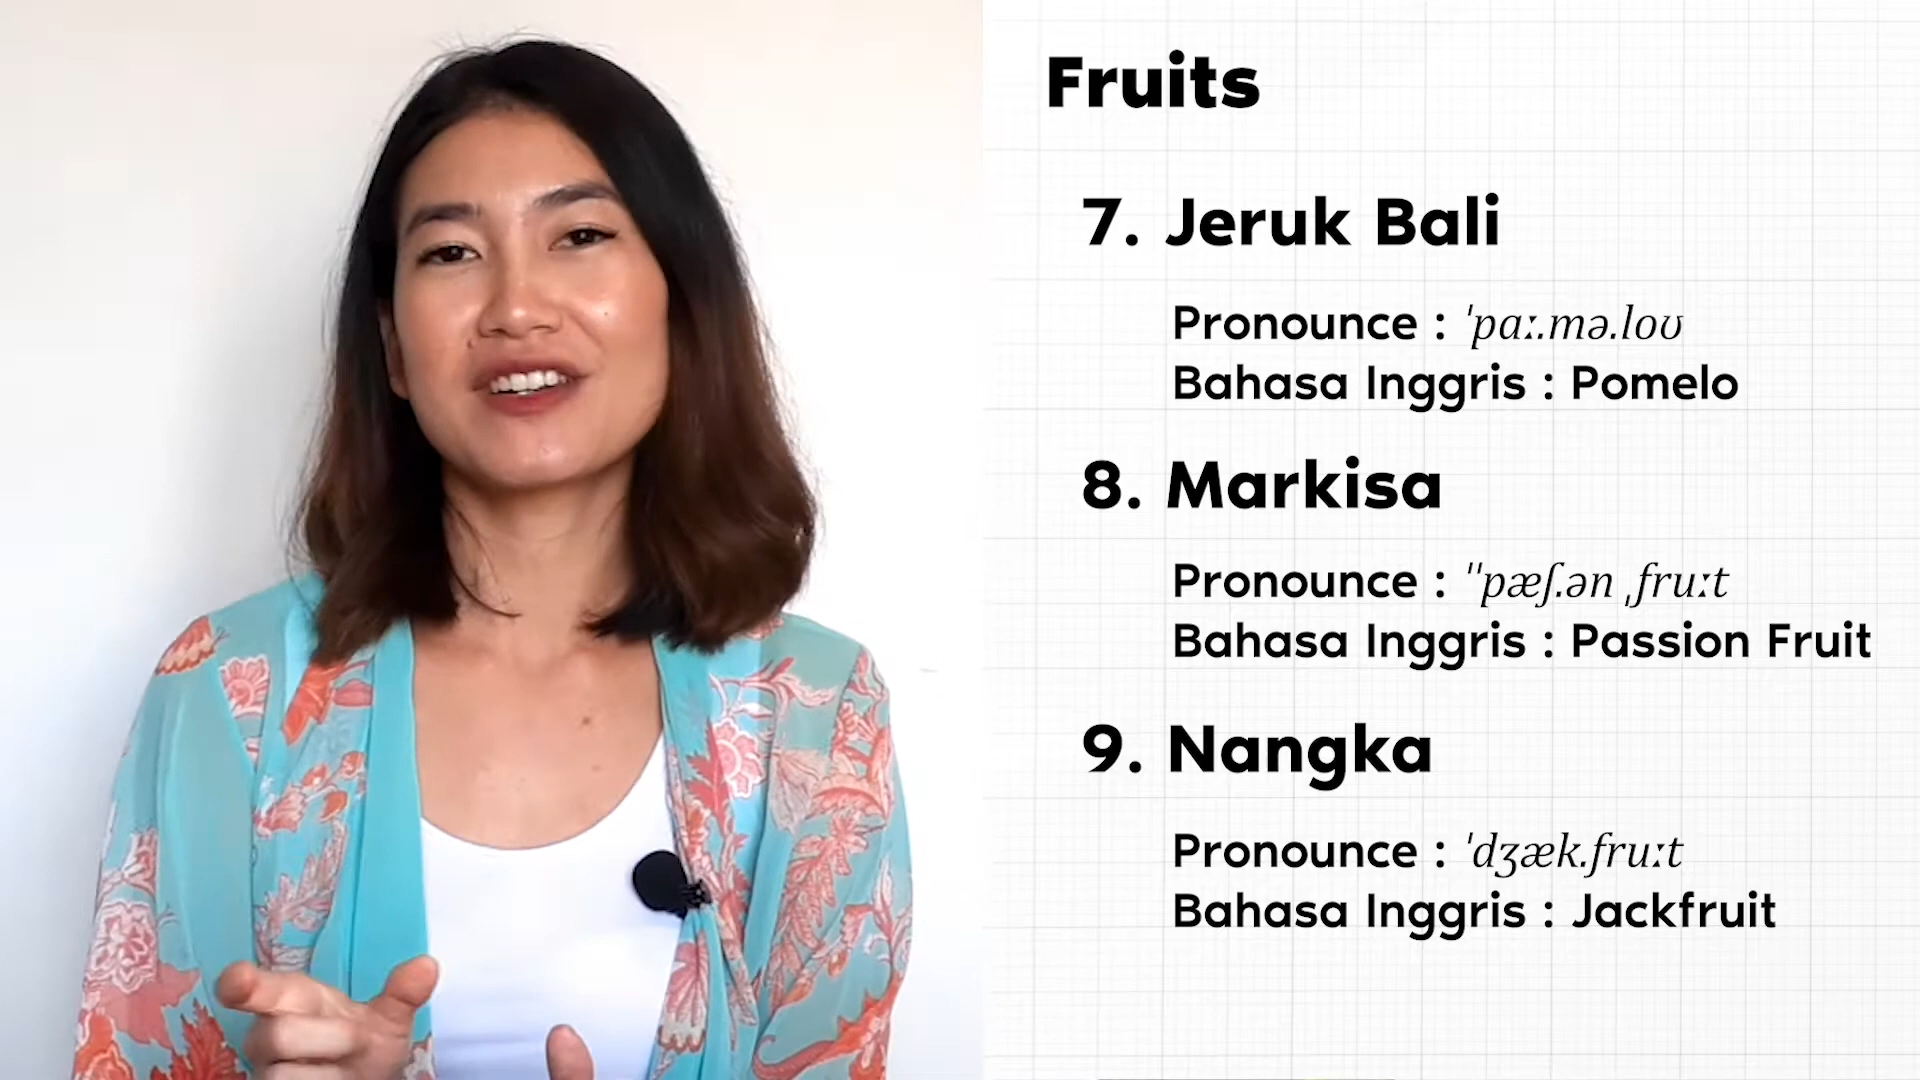 Fruits
7. Jeruk Bali
Pronounce : ˈpɑː.mə.loʊ
Bahasa Inggris : Pomelo
8. Markisa
Pronounce : ˈˈpæʃ.ən ˌfruːt
Bahasa Inggris : Passion Fruit
9. Nangka
Pronounce : ˈdʒæk.fruːt
Bahasa Inggris : Jackfruit